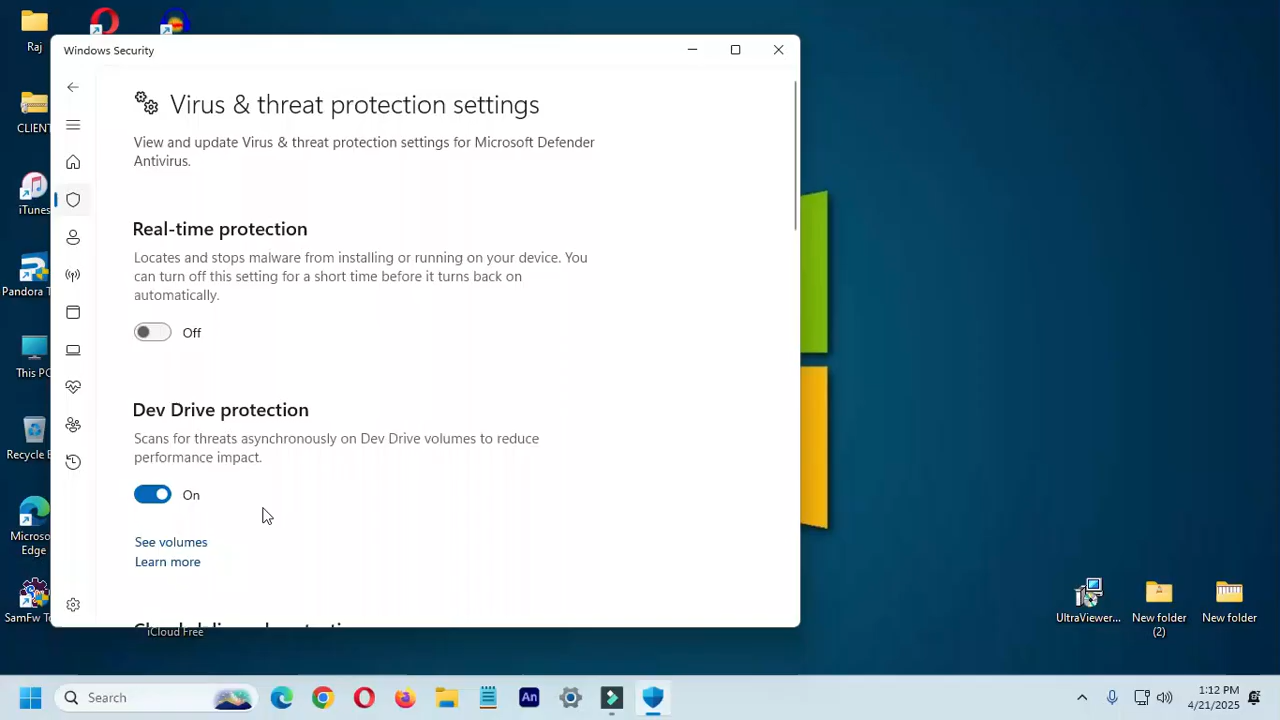 Raj
Windows Security
Virus & threat protection settings
View and update Virus & threat protection settings for Microsoft Defender
Antivirus.
Real-time protection
Locates and stops malware from installing or running on your device. You
can turn off this setting for a short time before it turns back on
automatically.
Off
Dev Drive protection
Scans for threats asynchronously on Dev Drive volumes to reduce
performance impact.
On
See volumes
Learn more
CLIENT
iTunes
Pandora T
This PC
Recycle B
Microsoft
Edge
SamFw To
iCloud Free
UltraViewer...
New folder
(2)
New folder
Search
An
1:12 PM
4/21/2025